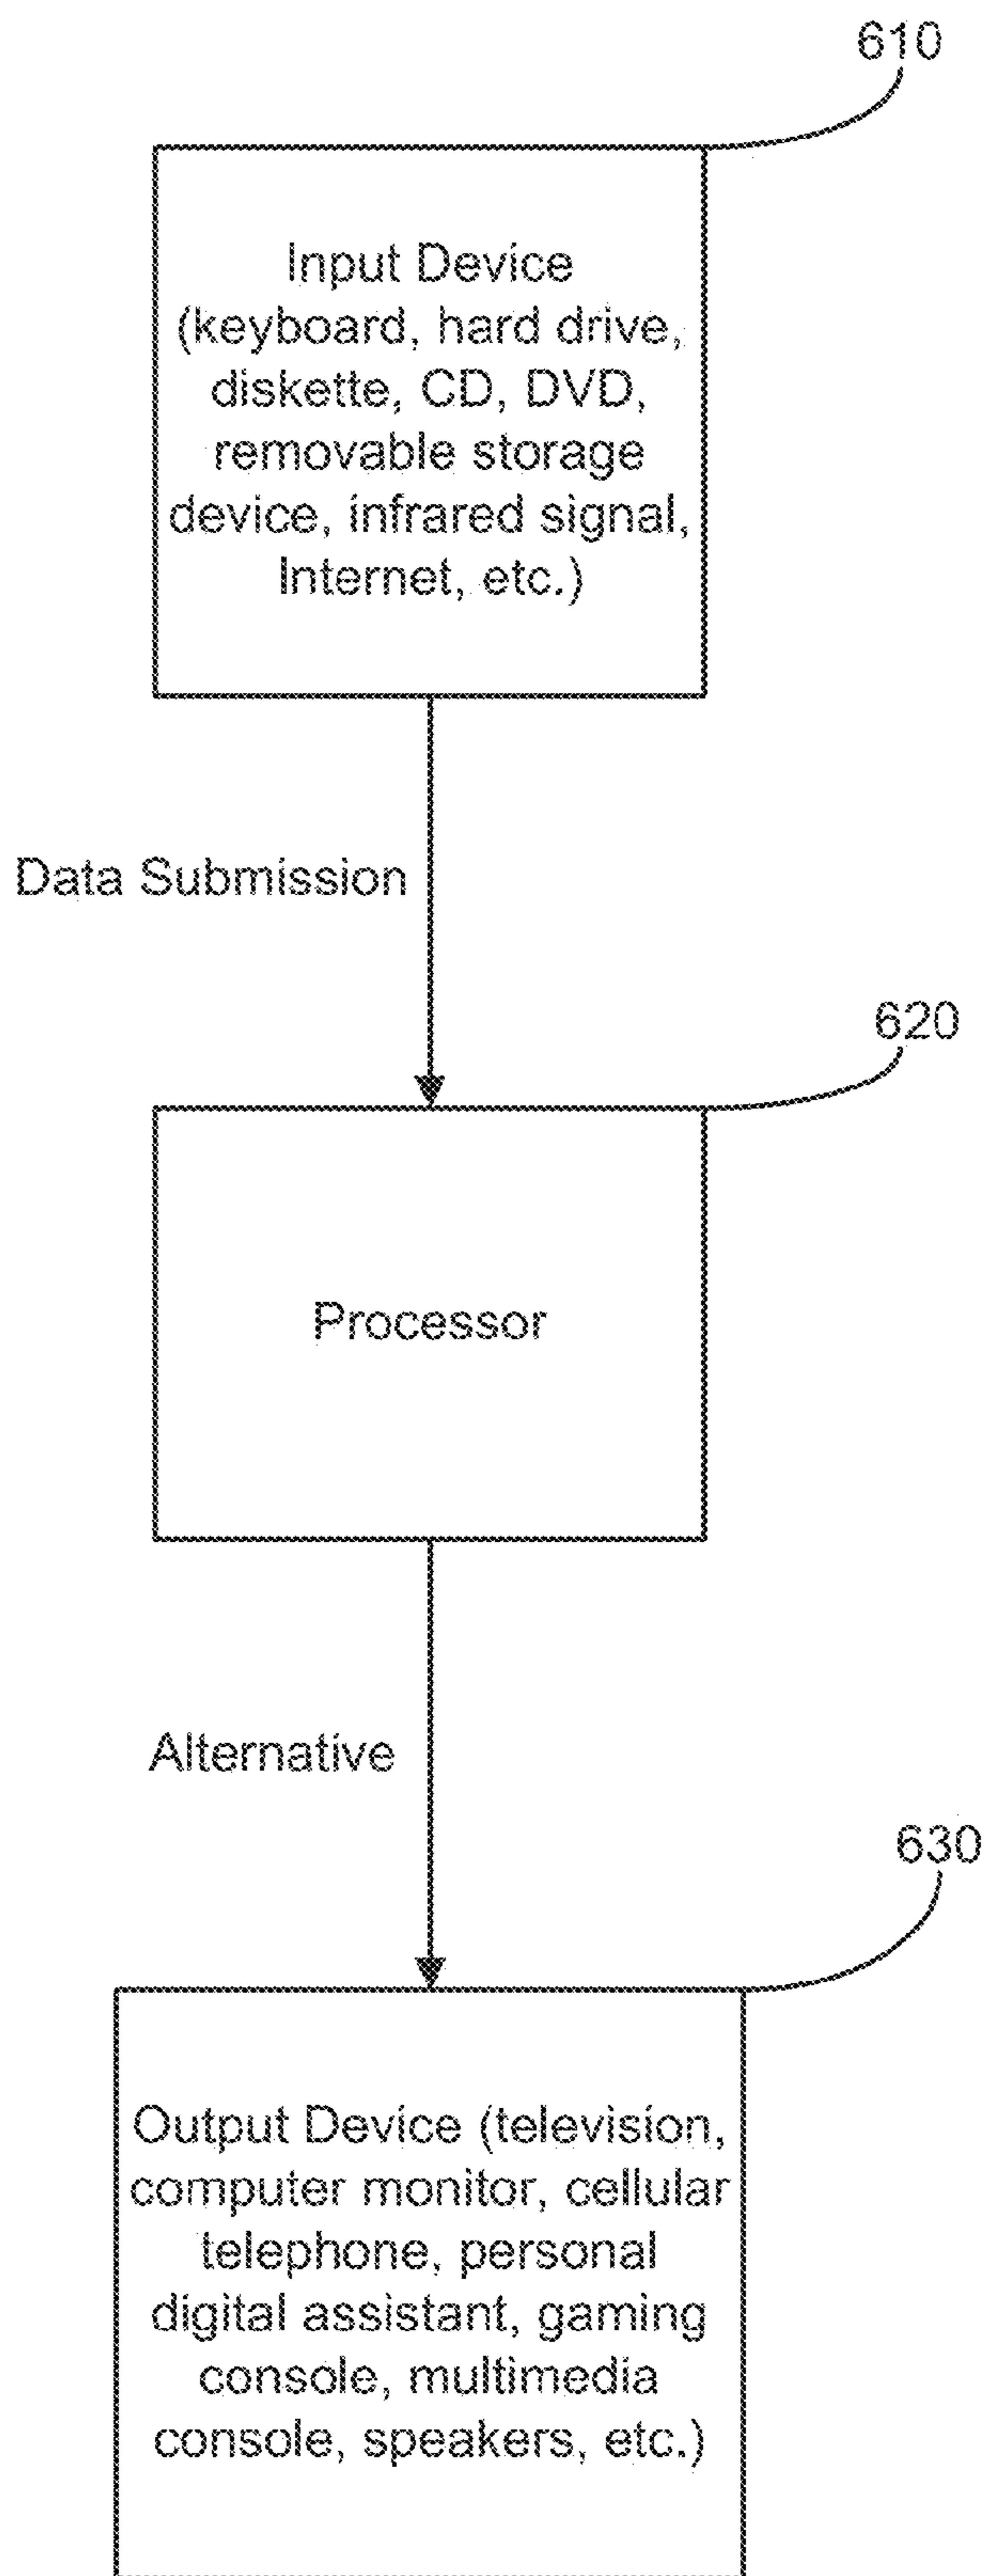 610
Input Device
(keyboard, hard drive,
diskette, CD, DVD,
removable storage
device, infrared signal,
Internet, etc.)
Data Submission
620
Processor
Alternative
630
Output Device (television,
computer monitor, cellular
telephone, personal
digital assistant, gaming
console, multimedia
console, speakers, etc.)